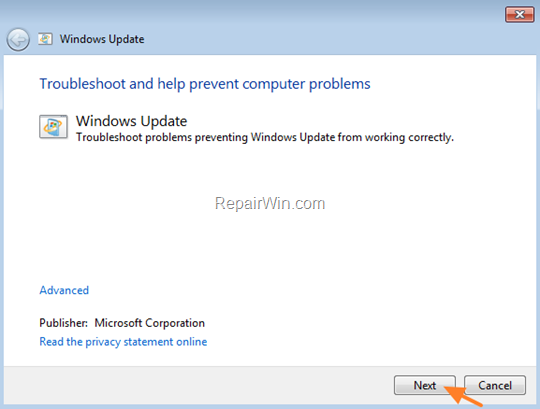 Windows Update
Troubleshoot and help prevent computer problems
Windows Update
Troubleshoot problems preventing Windows Update from working correctly.
RepairWin.com
Advanced
Publisher: Microsoft Corporation
Read the privacy statement online
Next Cancel